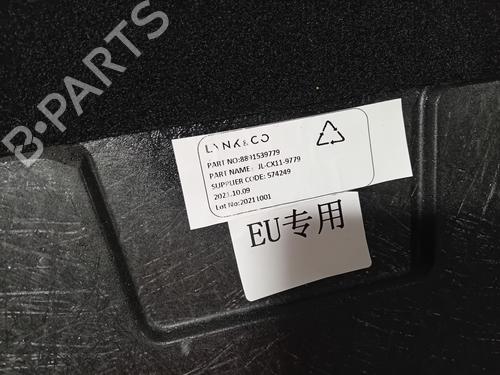 B-PARTS
LYNK & CO
PART NO:8891539779
PART NAME: JL-CX11-9779
SUPPLIER CODE: 574249
2021.10.09
Lot No:20211001
EU专用